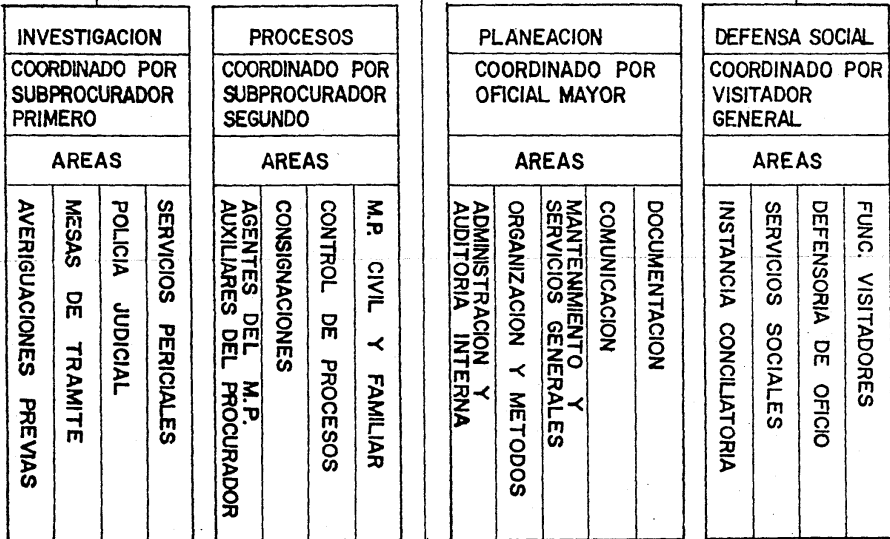 INVESTIGACION
COORDINADO POR
SUBPROCURADOR
PRIMERO
AREAS
AVERIGUACIONES PREVIAS
MESAS DE TRAMITE
POLICIA JUDICIAL
SERVICIOS PERICIALES
PROCESOS
COORDINADO POR
SUBPROCURADOR
SEGUNDO
AREAS
AGENTES DEL M.P.
AUXILIARES DEL PROCURADOR
CONSIGNACIONES
CONTROL DE PROCESOS
M.P. CIVIL Y FAMILIAR
PLANEACION
COORDINADO POR
OFICIAL MAYOR
AREAS
ADMINISTRACION Y
AUDITORIA INTERNA
ORGANIZACION Y METODOS
MANTENIMIENTO Y
SERVICIOS GENERALES
COMUNICACION
DOCUMENTACION
DEFENSA SOCIAL
COORDINADO POR
VISITADOR
GENERAL
AREAS
INSTANCIA CONCILIATORIA
SERVICIOS SOCIALES
DEFENSORIA DE OFICIO
FUNC. VISITADORES